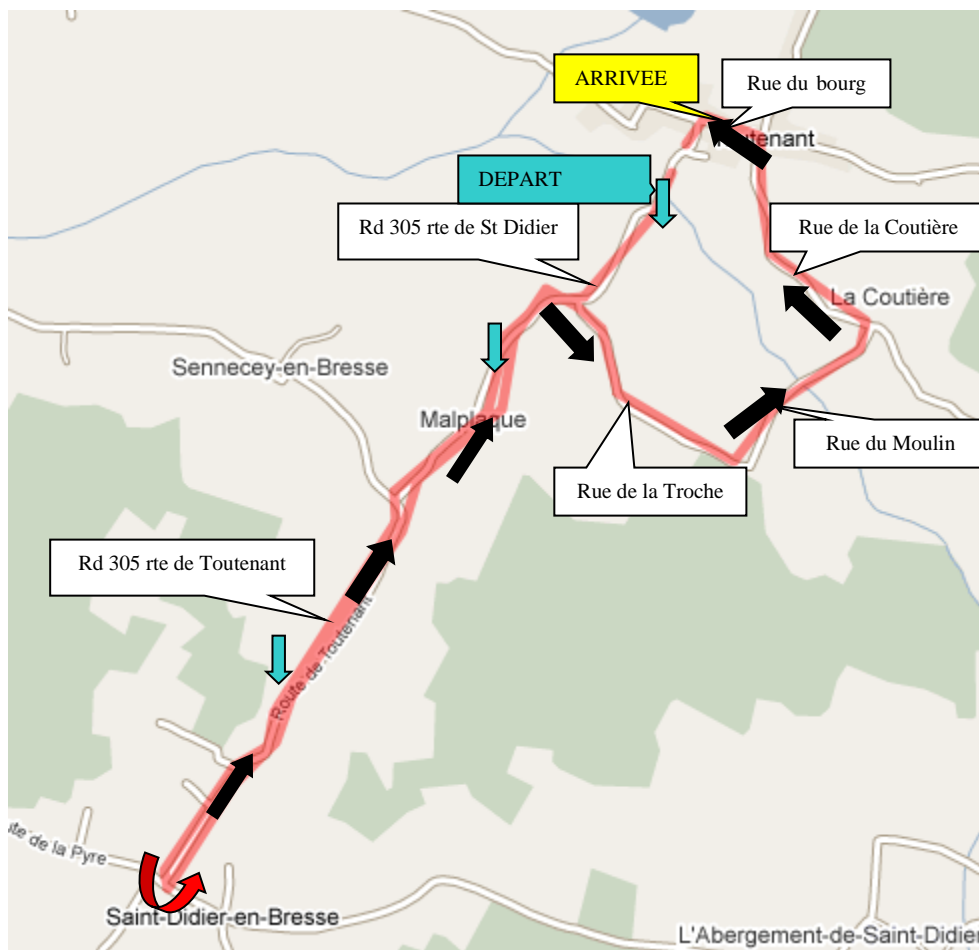 ARRIVEE
Rue du bourg
DEPART
Rd 305 rte de St Didier
Rue de la Coutière
La Coutière
Sennecey-en-Bresse
Malplaque
Rue du Moulin
Rue de la Troche
Rd 305 rte de Toutenant
Route de Toutenant
de la Pyre
Saint-Didier-en-Bresse
L'Abergement-de-Saint-Didier